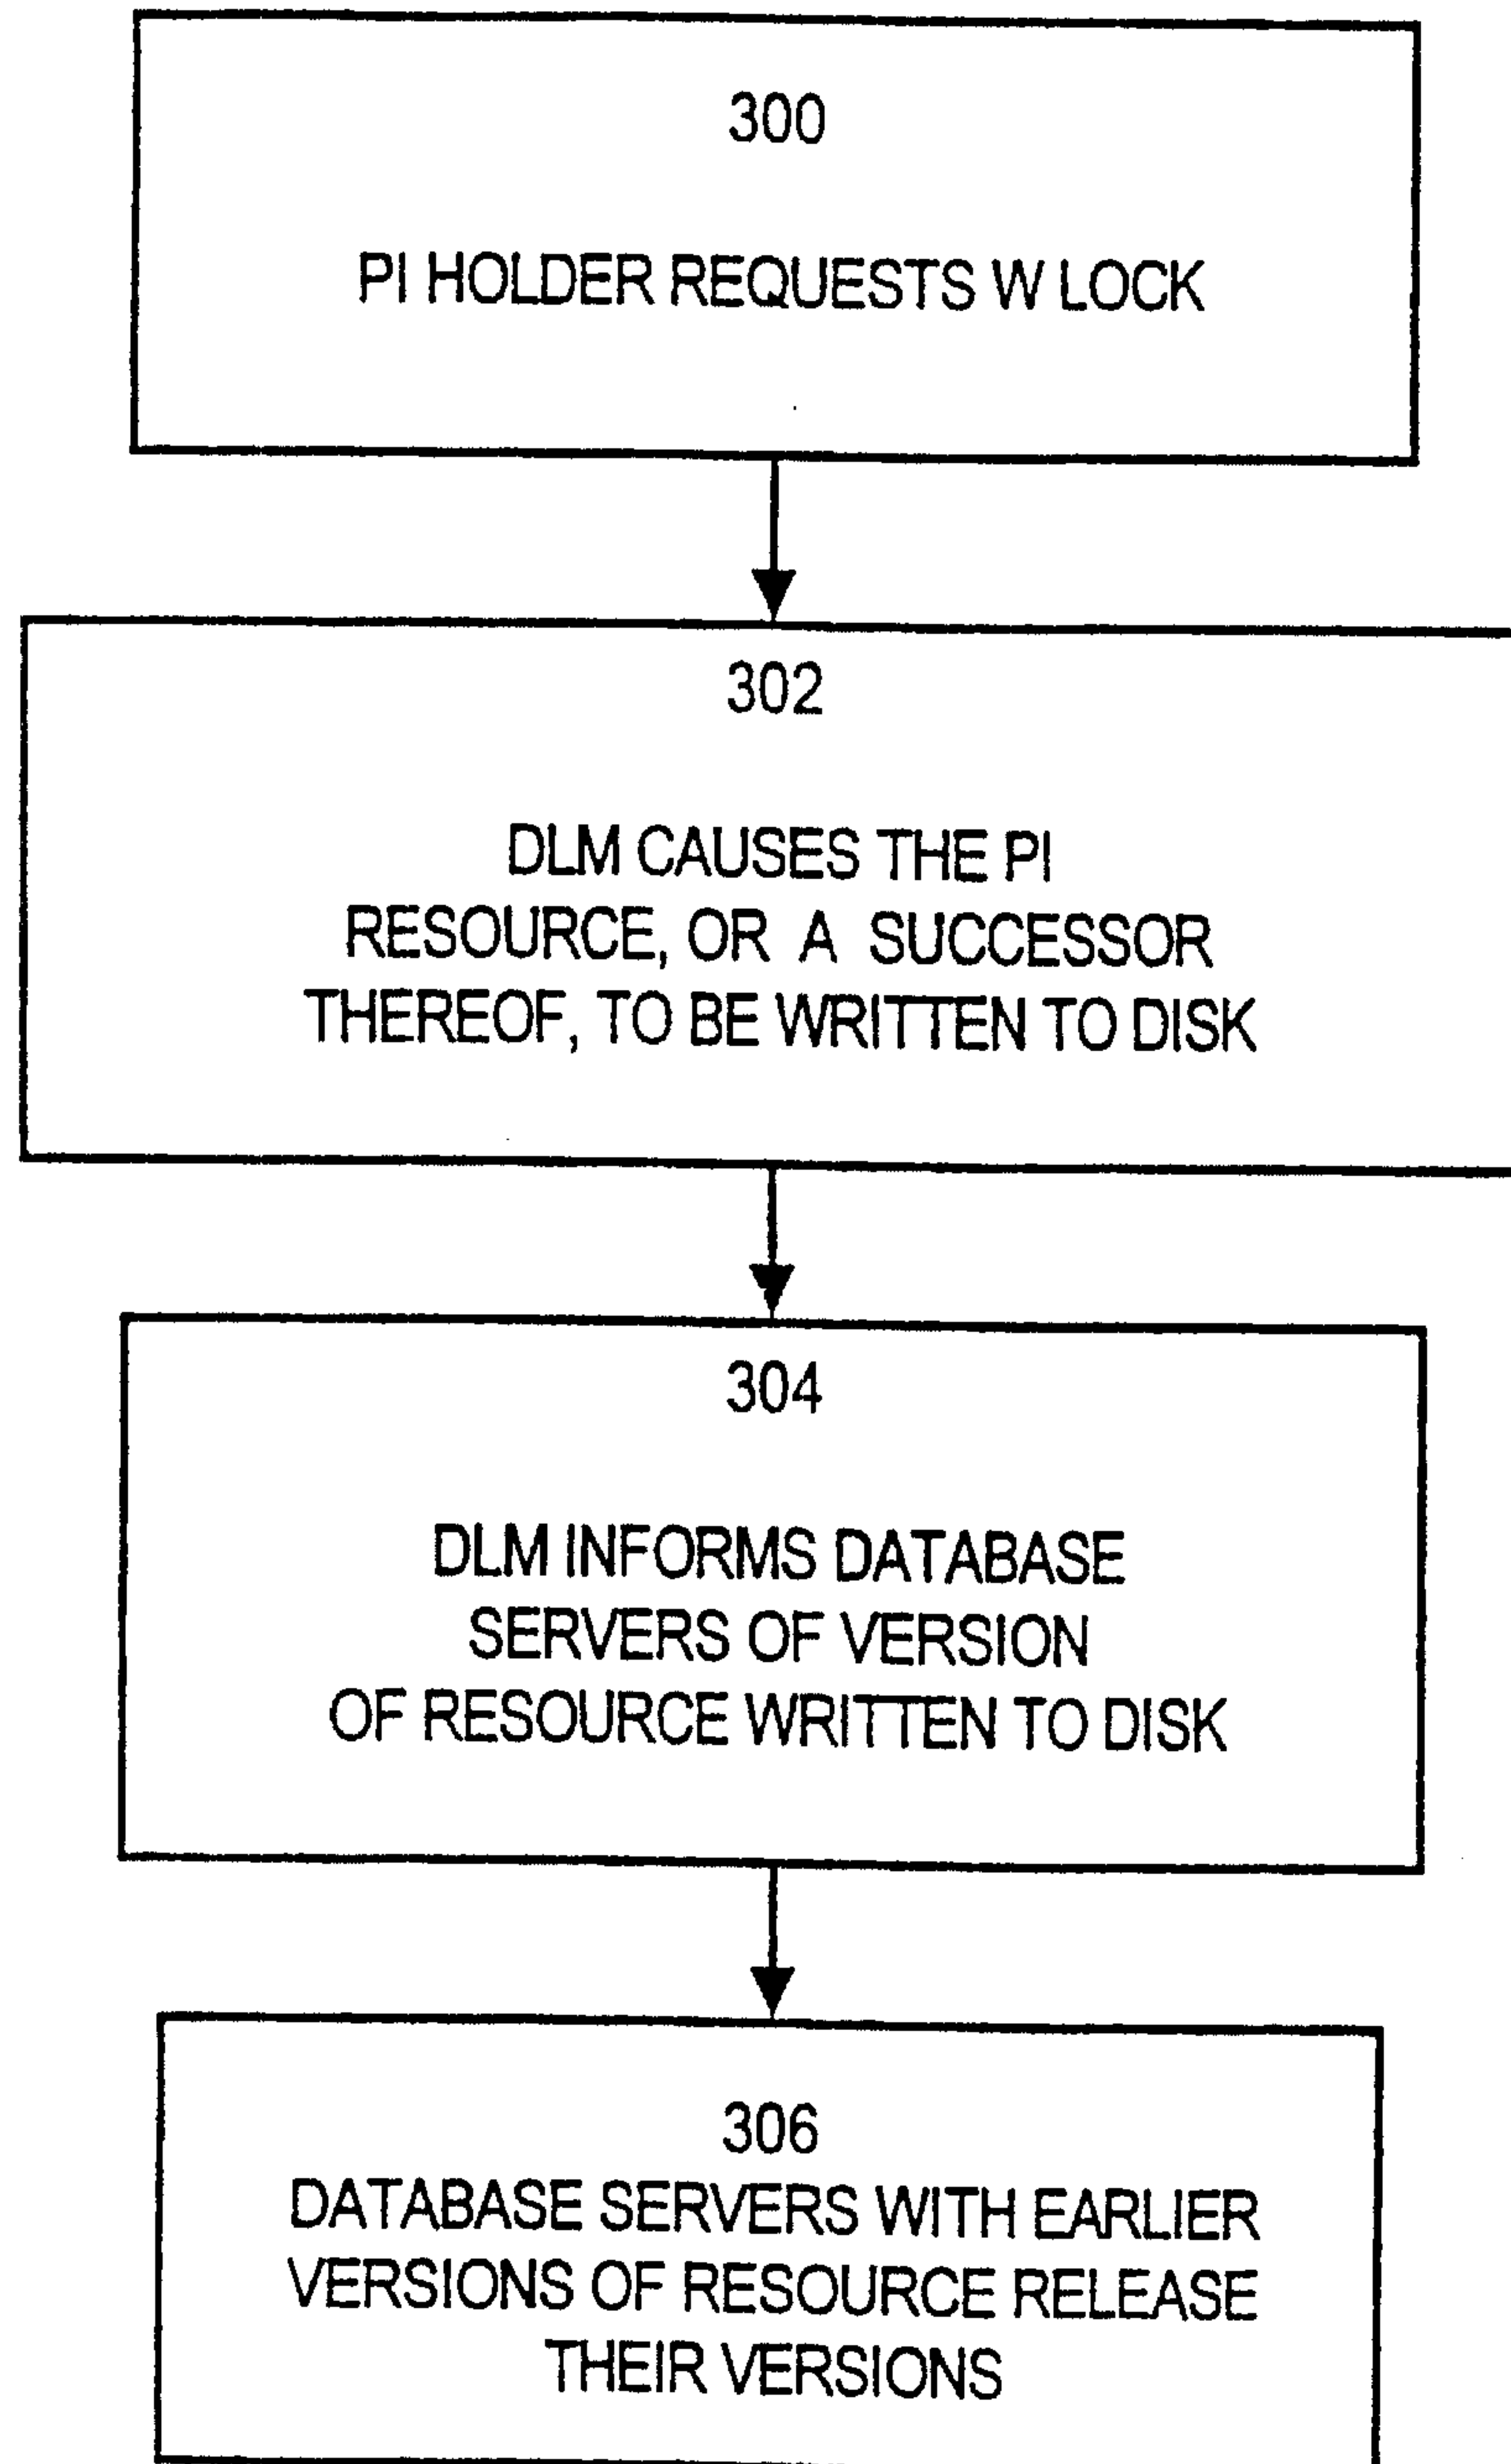 300
PI HOLDER REQUESTS W LOCK
302
DLM CAUSES THE PI
RESOURCE, OR A SUCCESSOR
THEREOF, TO BE WRITTEN TO DISK
304
DLM INFORMS DATABASE
SERVERS OF VERSION
OF RESOURCE WRITTEN TO DISK
306
DATABASE SERVERS WITH EARLIER
VERSIONS OF RESOURCE RELEASE
THEIR VERSIONS